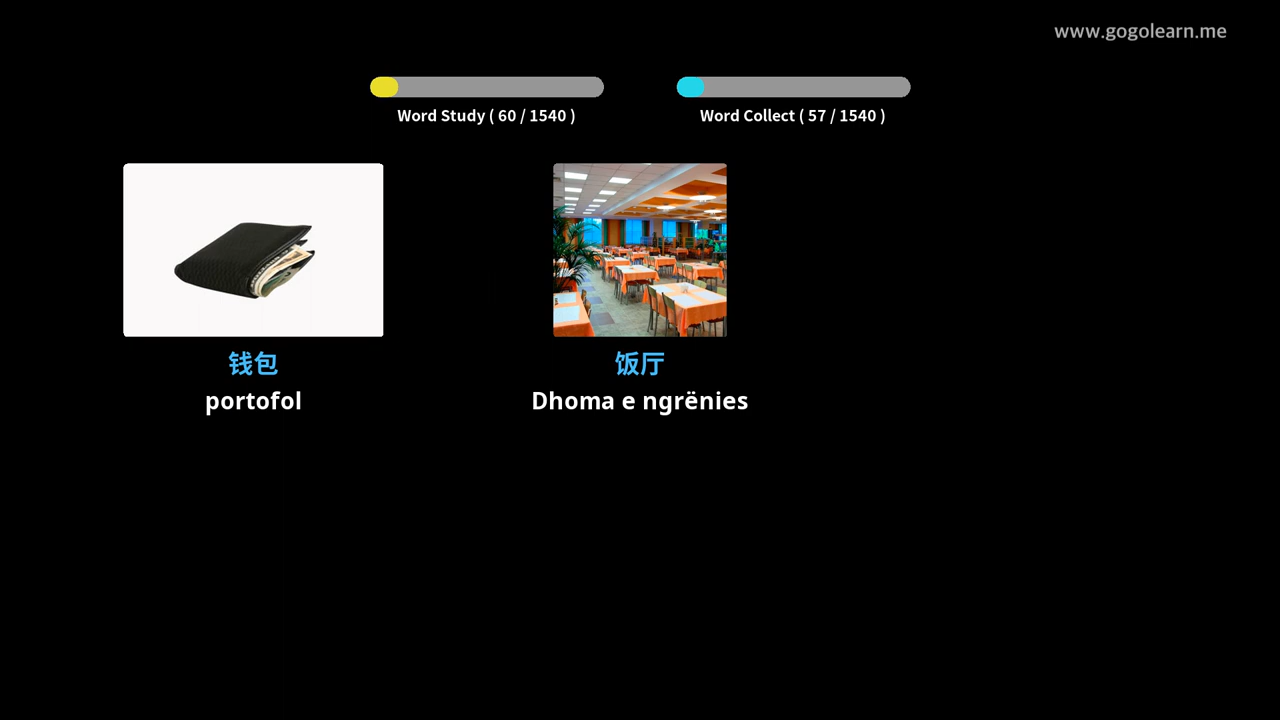 www.gogolearn.me
Word Study ( 60 / 1540 )
Word Collect ( 57 / 1540 )
钱包
portofol
饭厅
Dhoma e ngrënies